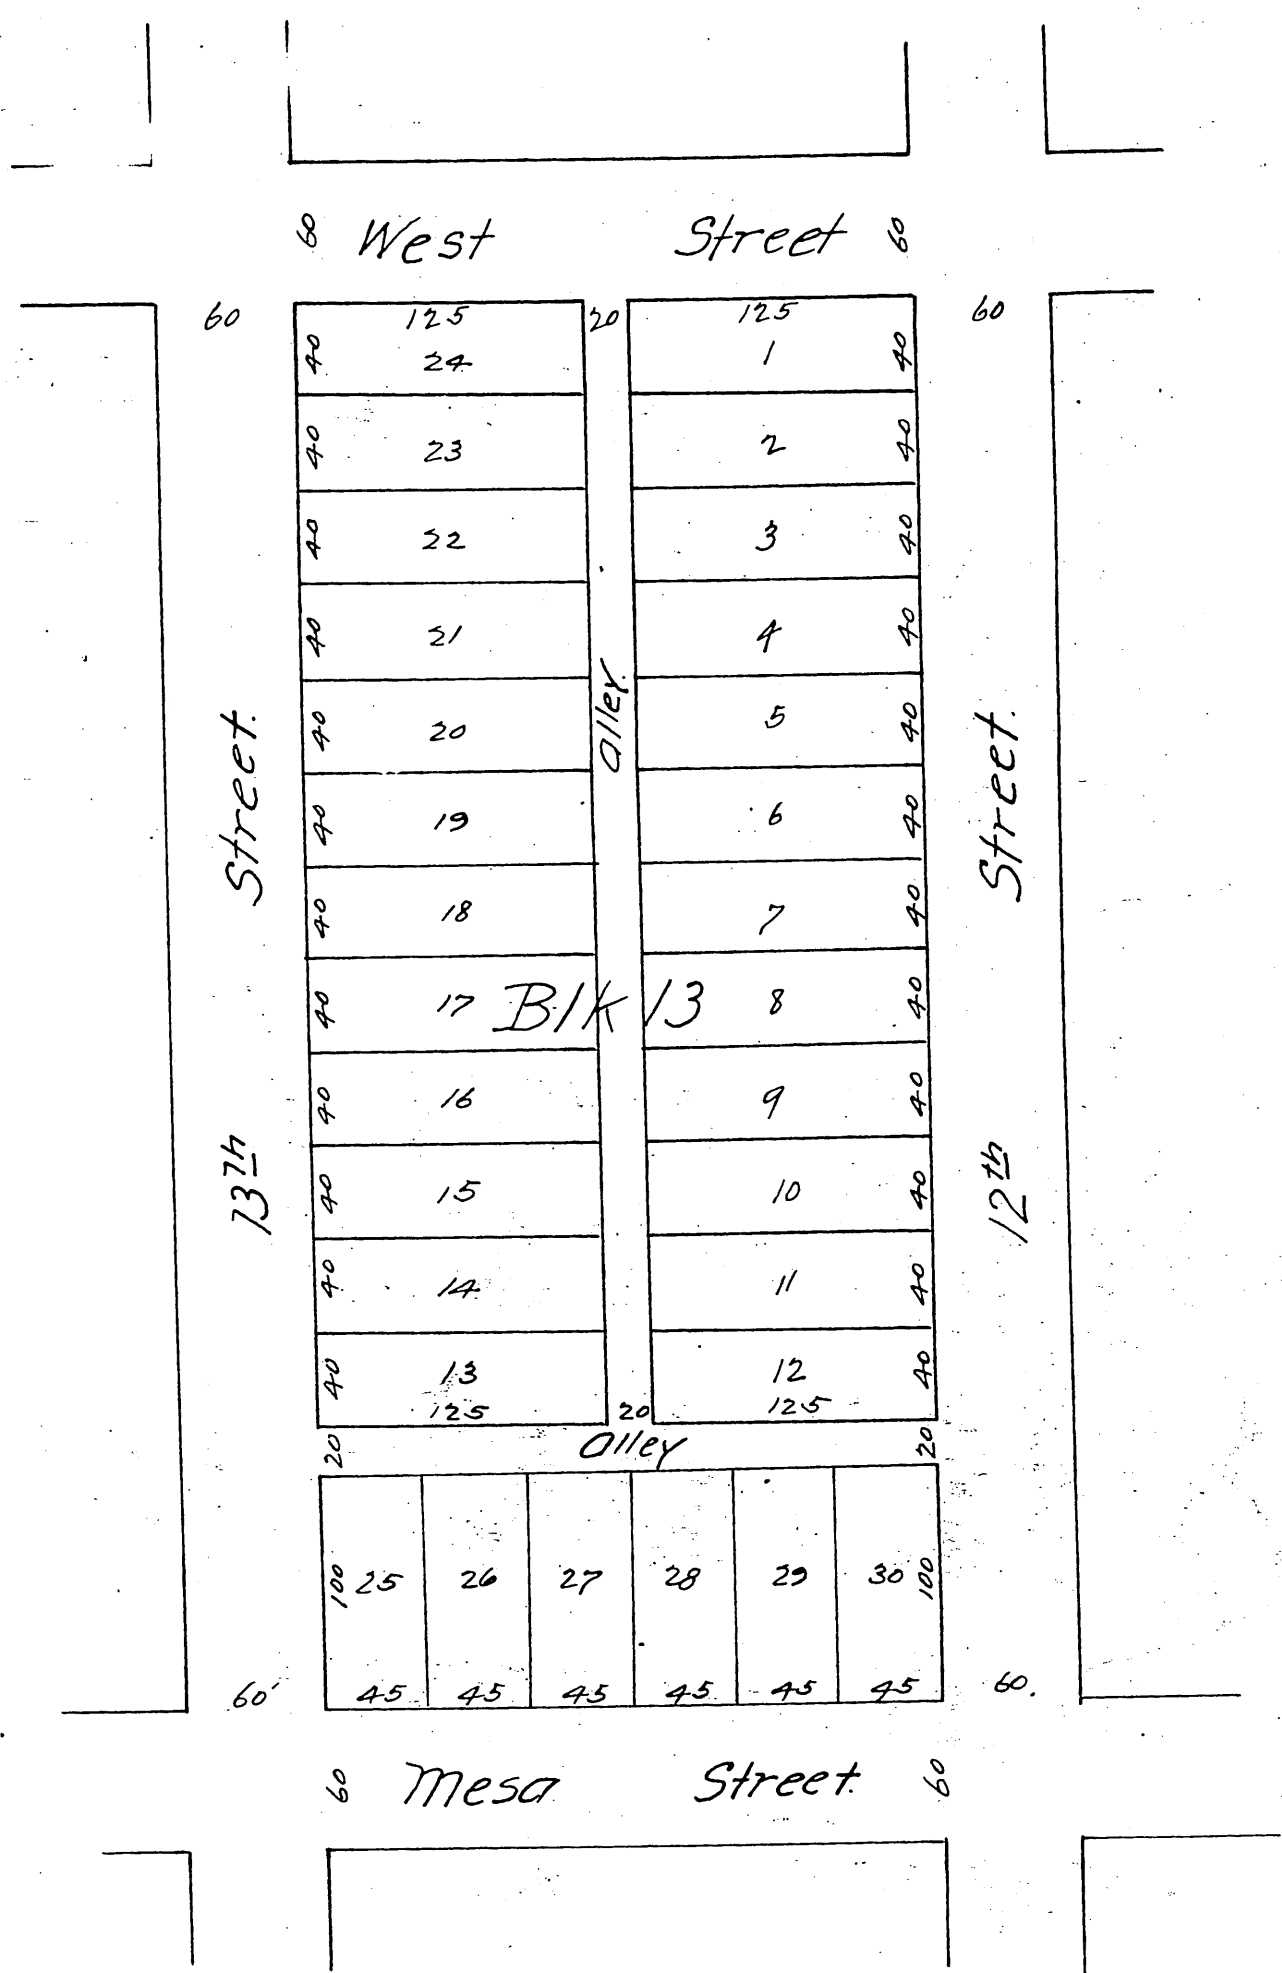 60 West Street 60
60 125 20 125 60
40 24 1 40
40 23 2 40
40 22 3 40
40 21 4 40
alley
40 20 5 40
40 19 6 40
40 18 7 40
40 17 Blk 13 8 40
40 16 9 40
40 15 10 40
40 14 11 40
40 13 12 40
125 20 125
13th Street.
12th Street.
20 alley 20
100 25 26 27 28 29 30 100
60' 45 45 45 45 45 45 60.
60 Mesa Street. 60